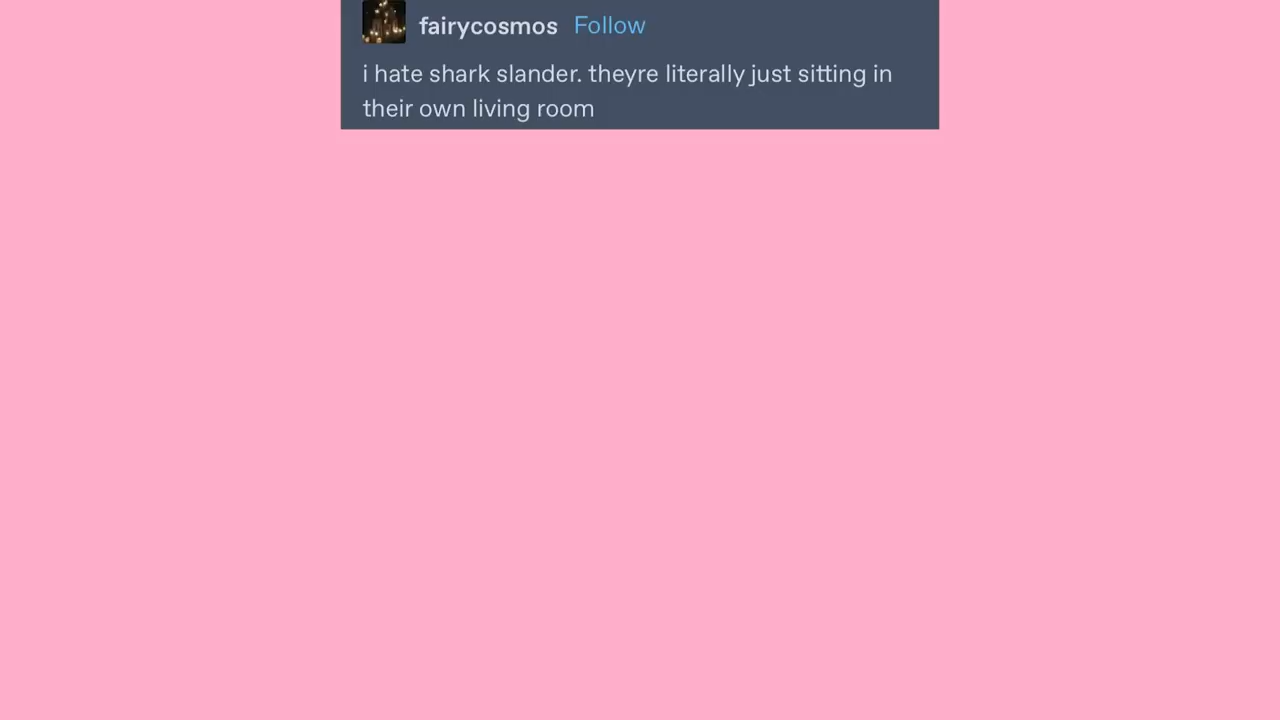 fairycosmos Follow
i hate shark slander. theyre literally just sitting in
their own living room